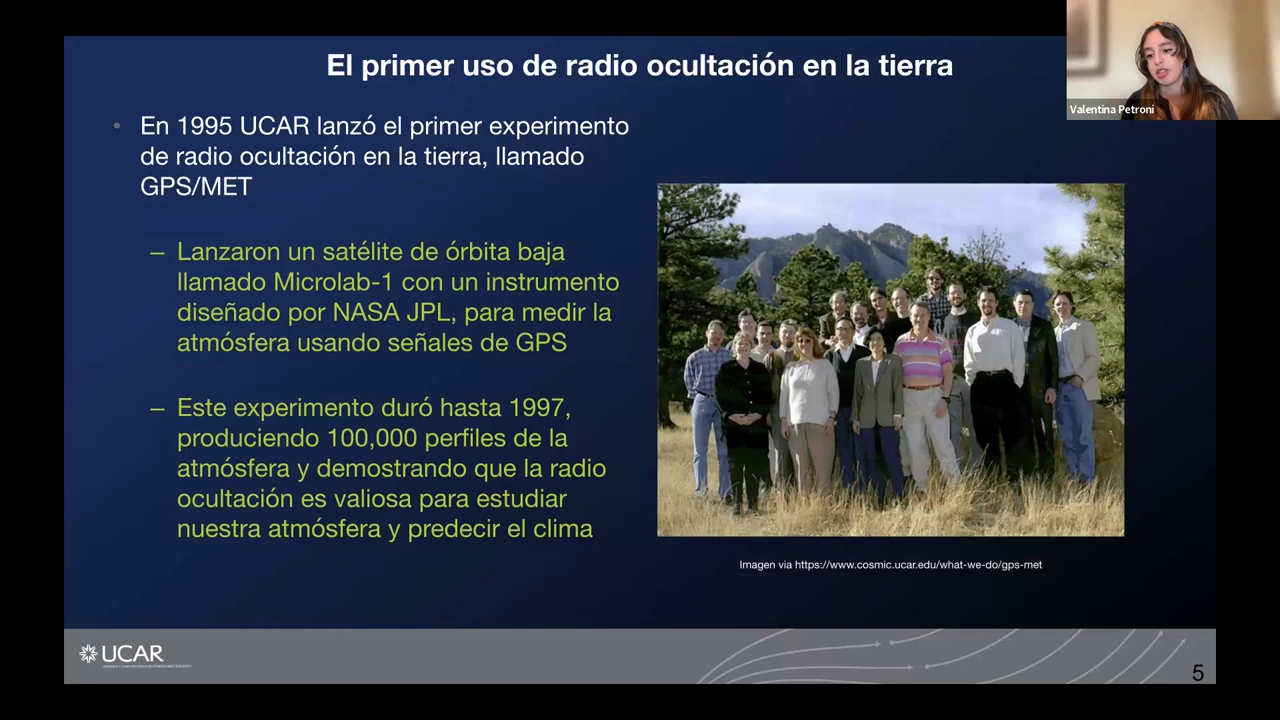 El primer uso de radio ocultación en la tierra
Valentina Petroni
• En 1995 UCAR lanzó el primer experimento
de radio ocultación en la tierra, llamado
GPS/MET
– Lanzaron un satélite de órbita baja
llamado Microlab-1 con un instrumento
diseñado por NASA JPL, para medir la
atmósfera usando señales de GPS
– Este experimento duró hasta 1997,
produciendo 100,000 perfiles de la
atmósfera y demostrando que la radio
ocultación es valiosa para estudiar
nuestra atmósfera y predecir el clima
Imagen via https://www.cosmic.ucar.edu/what-we-do/gps-met
UCAR
5